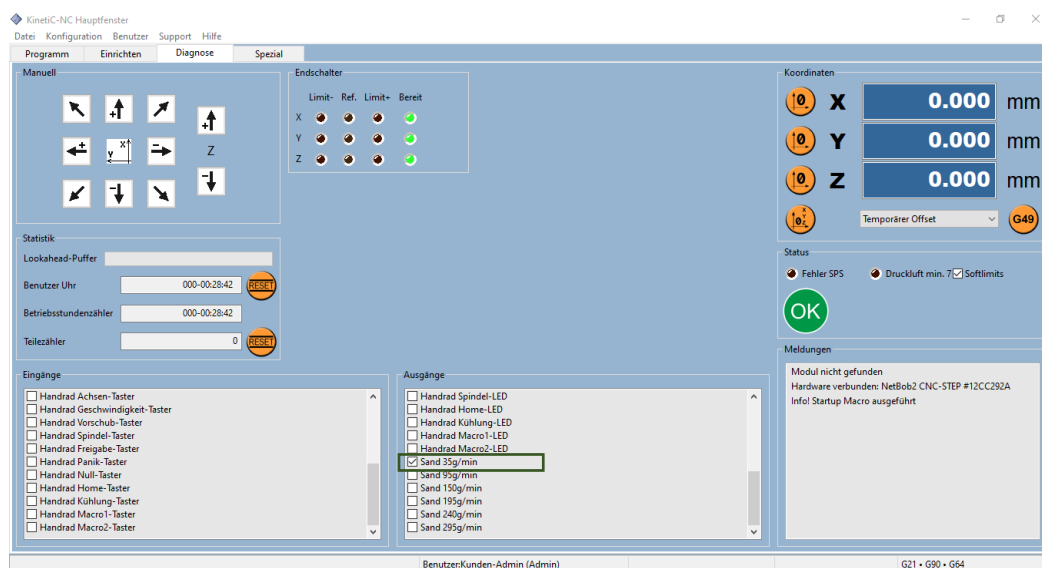 KinetiC-NC Hauptfenster
Datei Konfiguration Benutzer Support Hilfe
Programm Einrichten Diagnose Spezial
Manuell
+
+
+
-
y x
Z
-
-
Endschalter
Limit- Ref. Limit+ Bereit
X
Y
Z
Koordinaten
0 X 0.000 mm
0 Y 0.000 mm
0 Z 0.000 mm
0 X Y Z Temporärer Offset G49
Statistik
Lookahead-Puffer
Benutzer Uhr 000-00:28:42 RESET
Betriebsstundenzähler 000-00:28:42
Teilezähler 0 RESET
Status
Fehler SPS Druckluft min. 7 Softlimits
OK
Meldungen
Modul nicht gefunden
Hardware verbunden: NetBob2 CNC-STEP #12CC292A
Info! Startup Macro ausgeführt
Eingänge
Handrad Achsen-Taster
Handrad Geschwindigkeit-Taster
Handrad Vorschub-Taster
Handrad Spindel-Taster
Handrad Freigabe-Taster
Handrad Panik-Taster
Handrad Null-Taster
Handrad Home-Taster
Handrad Kühlung-Taster
Handrad Macro1-Taster
Handrad Macro2-Taster
Ausgänge
Handrad Spindel-LED
Handrad Home-LED
Handrad Kühlung-LED
Handrad Macro1-LED
Handrad Macro2-LED
Sand 35g/min
Sand 95g/min
Sand 150g/min
Sand 195g/min
Sand 240g/min
Sand 295g/min
Benutzer:Kunden-Admin (Admin) G21 • G90 • G64